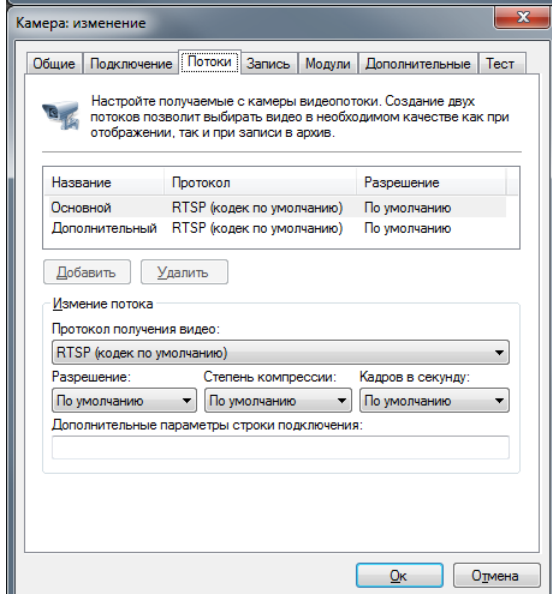 Камера: изменение
Общие Подключение Потоки Запись Модули Дополнительные Тест
Настройте получаемые с камеры видеопотоки. Создание двух
потоков позволит выбирать видео в необходимом качестве как при
отображении, так и при записи в архив.
Название Протокол Разрешение
Основной RTSP (кодек по умолчанию) По умолчанию
Дополнительный RTSP (кодек по умолчанию) По умолчанию
Добавить Удалить
Измение потока
Протокол получения видео:
RTSP (кодек по умолчанию)
Разрешение: Степень компрессии: Кадров в секунду:
По умолчанию По умолчанию По умолчанию
Дополнительные параметры строки подключения:
Ок Отмена